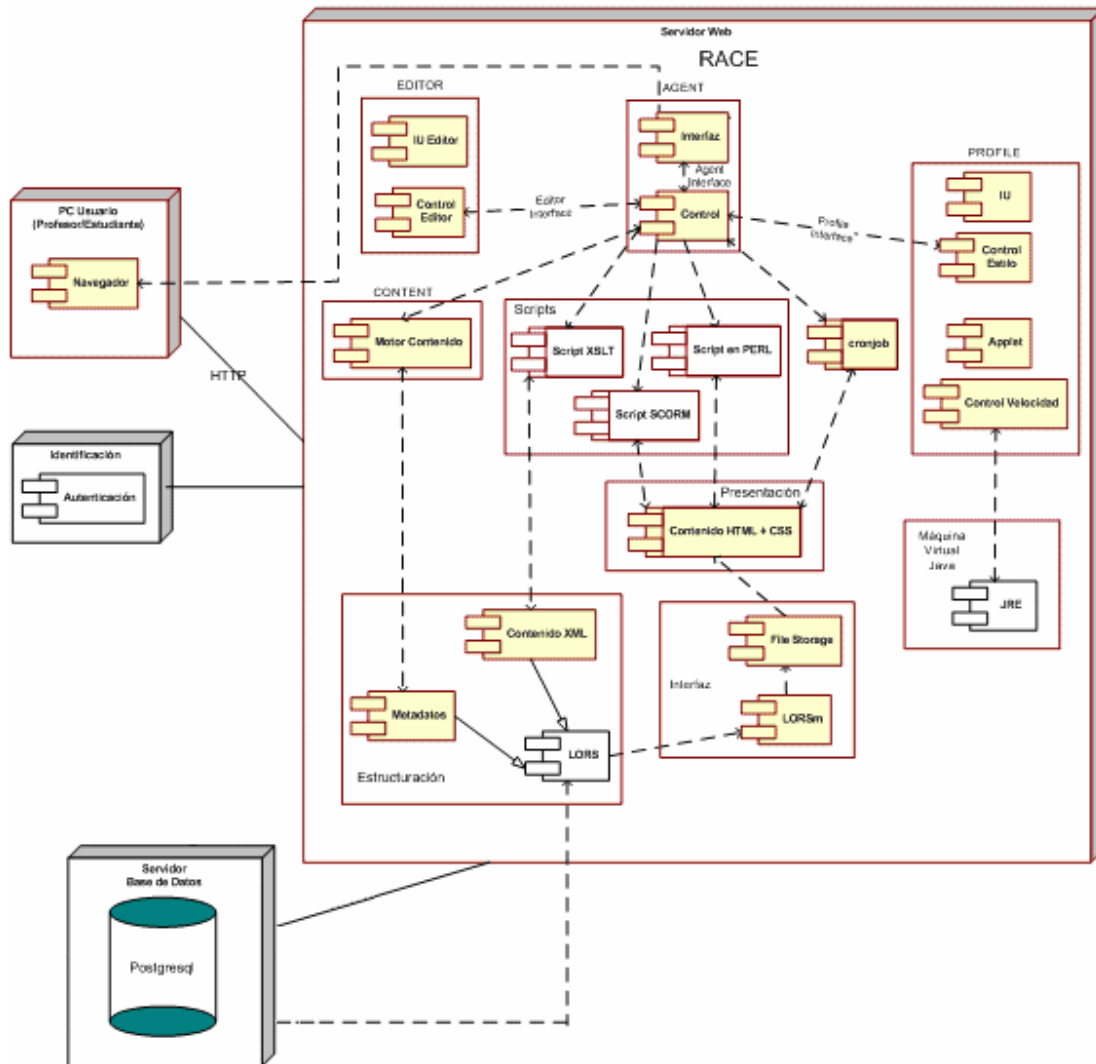 Servidor Web
RACE
EDITOR
IU Editor
Control
Editor
Editor
Interface
AGENT
Interfaz
Agent
Interface
Control
Profile
Interface
PROFILE
IU
Control
Estilo
Applet
Control Velocidad
PC Usuario
(Profesor/Estudiante)
Navegador
HTTP
CONTENT
Motor Contenido
Scripts
Script XSLT
Script en PERL
Script SCORM
cronjob
Identificación
Autenticación
Presentación
Contenido HTML + CSS
Máquina
Virtual
Java
JRE
Contenido XML
Metadatos
LORS
Estructuración
File Storage
Interfaz
LORSm
Servidor
Base de Datos
Postgresql